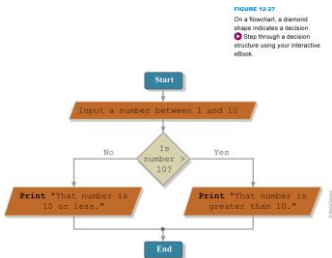 FIGURE 12-27
On a flowchart, a diamond
shape indicates a decision.
Step through a decision
structure using your interactive
eBook.
Start
Input a number between 1 and 10
Is
number >
10?
No
Yes
Print "That number is
10 or less."
Print "That number is
greater than 10."
End